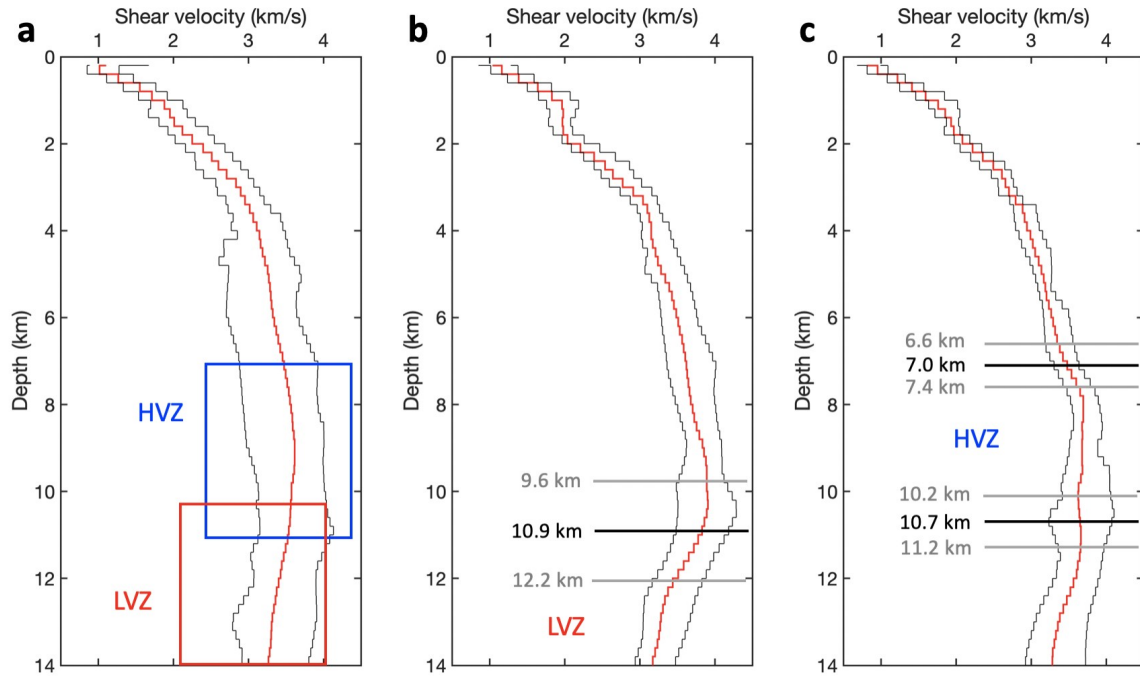 a
Shear velocity (km/s)
1 2 3 4
0
2
4
6
8
10
12
14
Depth (km)
HVZ
LVZ
b
Shear velocity (km/s)
1 2 3 4
0
2
4
6
8
10
12
14
Depth (km)
9.6 km
10.9 km
12.2 km
LVZ
c
Shear velocity (km/s)
1 2 3 4
0
2
4
6
8
10
12
14
Depth (km)
6.6 km
7.0 km
7.4 km
HVZ
10.2 km
10.7 km
11.2 km